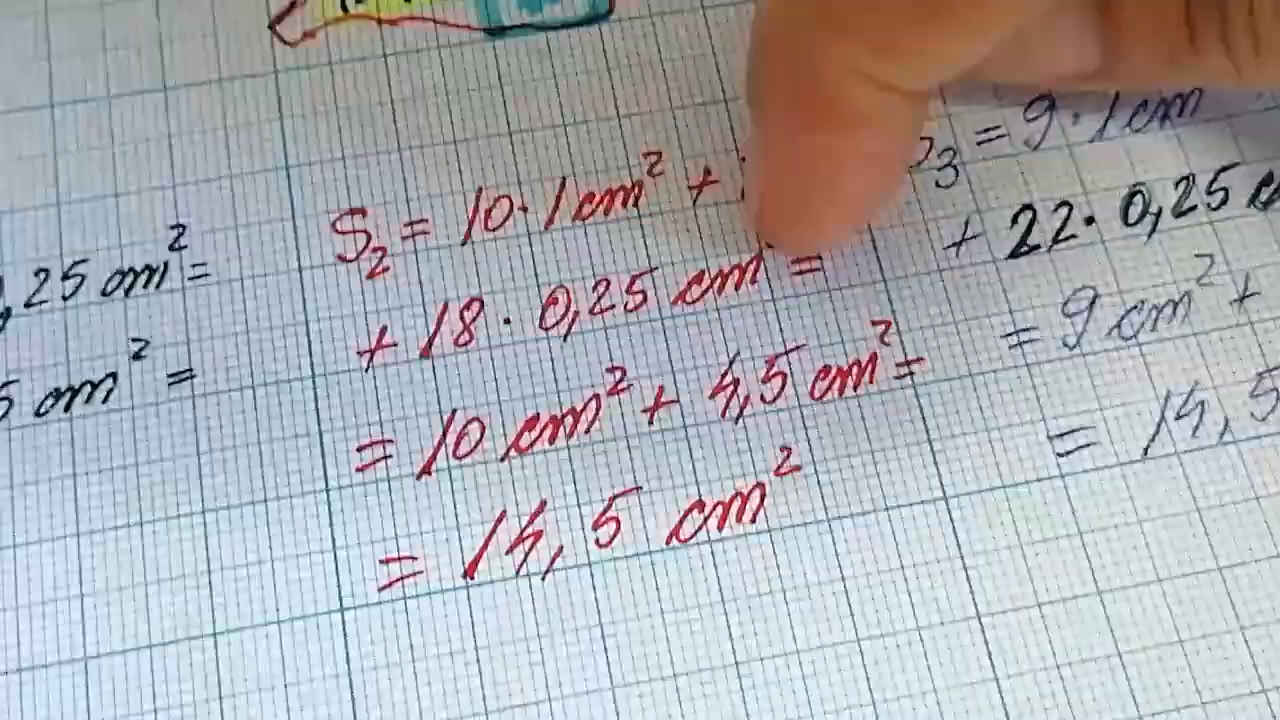 ,25 cm²=
5 cm² =
S₂ = 10·1cm² +
+ 18 · 0,25 cm² =
= 10 cm² + 4,5 cm² =
= 14,5 cm²
3 = 9·1cm
+ 22· 0,25 c
= 9 cm² +
= 14,5